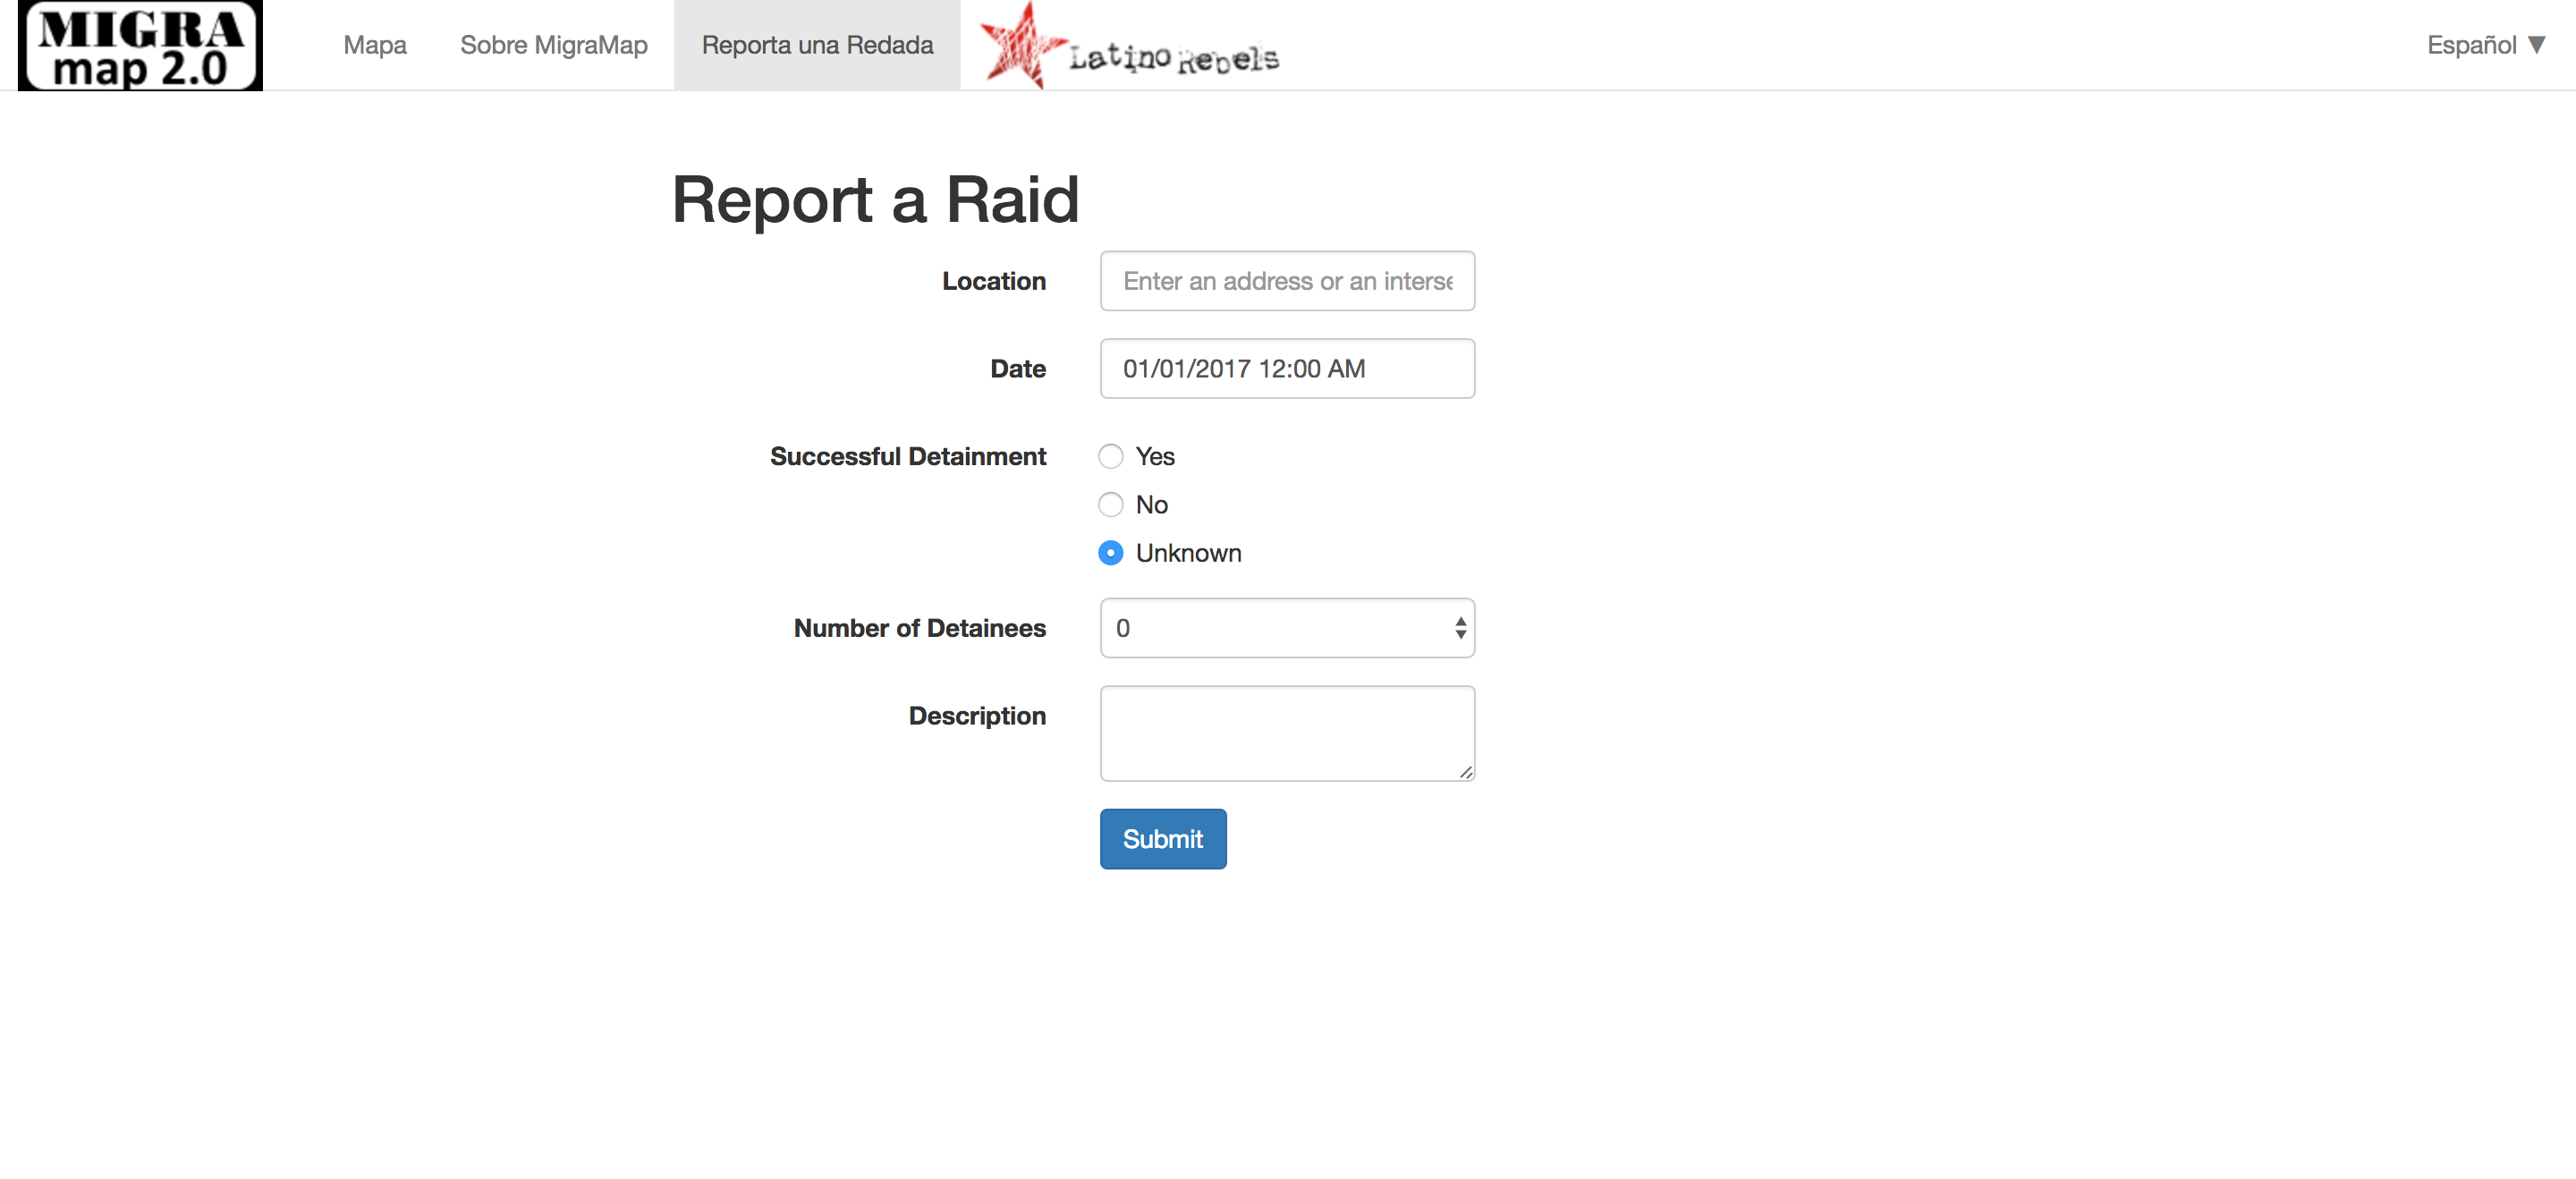 MIGRA
map 2.0
Mapa
Sobre MigraMap
Reporta una Redada
Latino Rebels
Español ▼
Report a Raid
Location
Enter an address or an interse
Date
01/01/2017 12:00 AM
Successful Detainment
Yes
No
Unknown
Number of Detainees
0
Description
Submit